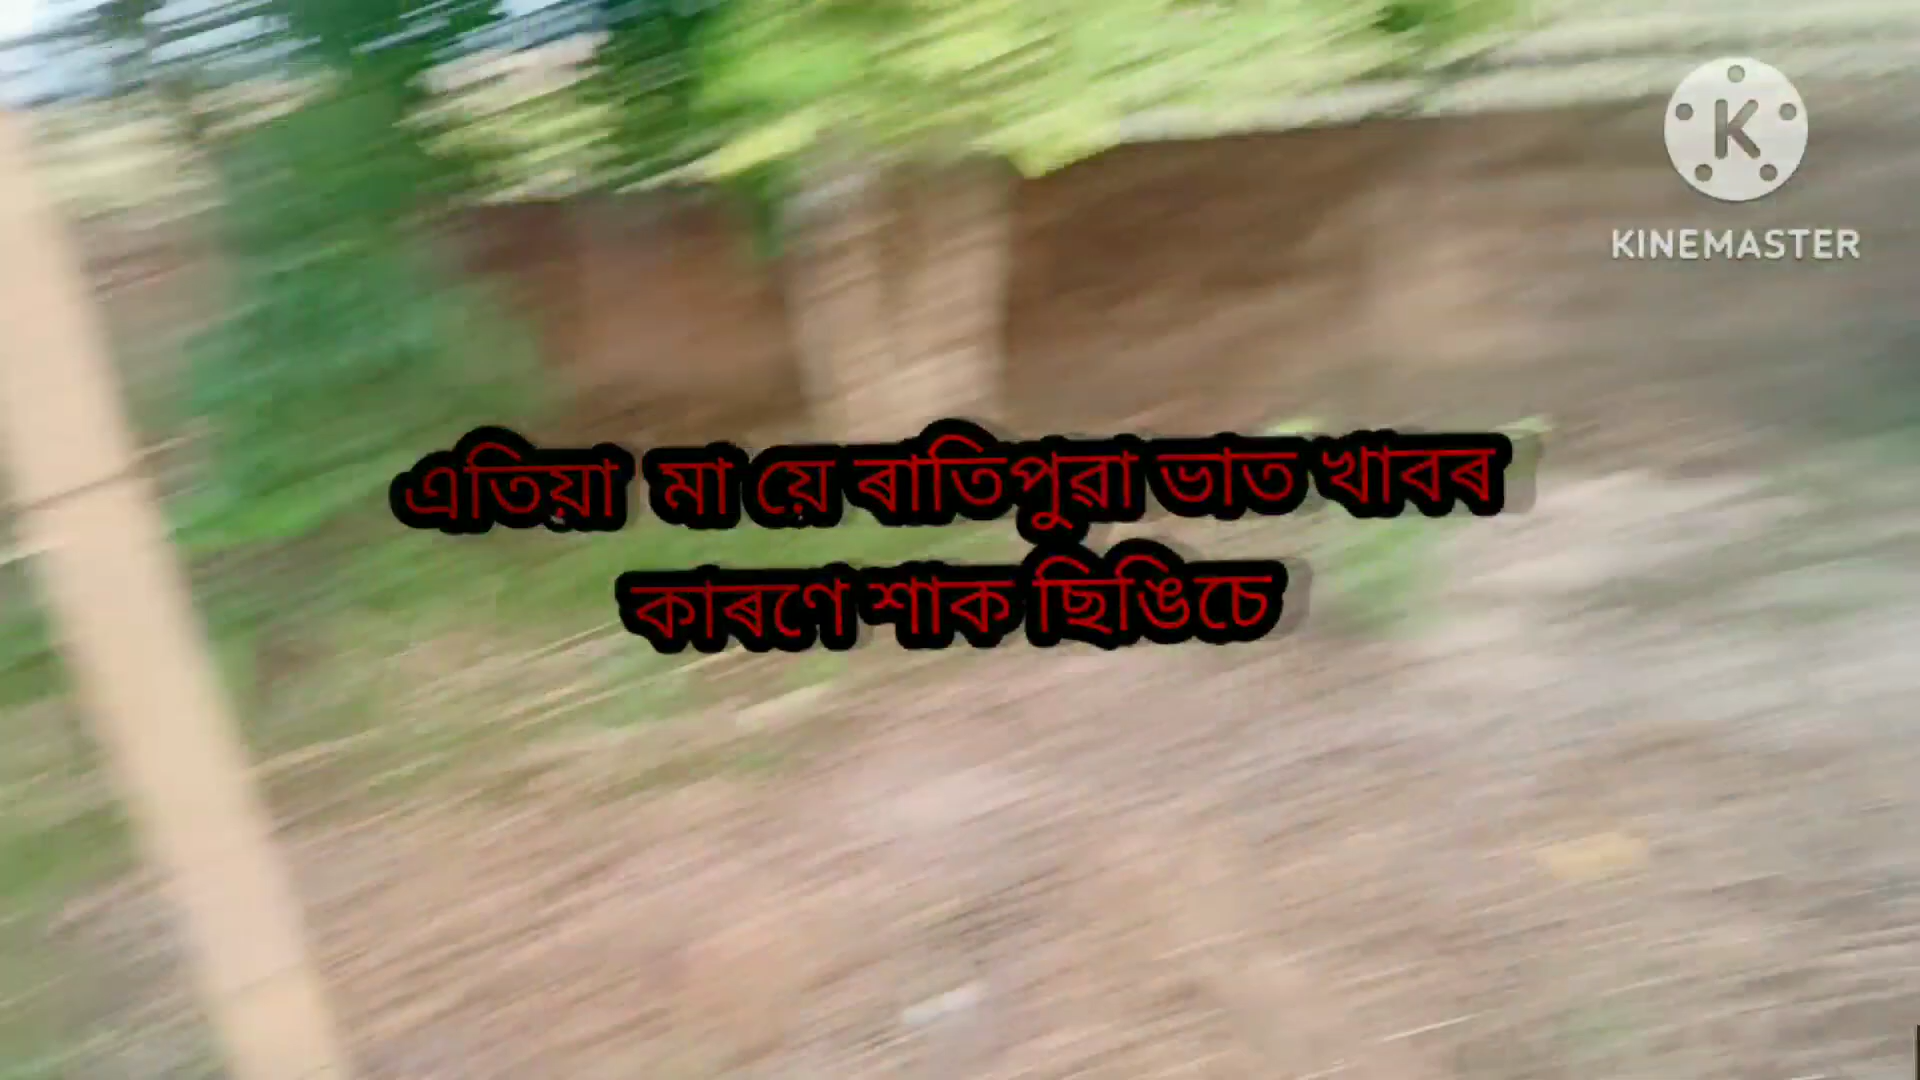 KINEMASTER
এতিয়া মা য়ে ৰাতিপুৱা ভাত খাবৰ
কাৰণে শাক ছিঙিচে